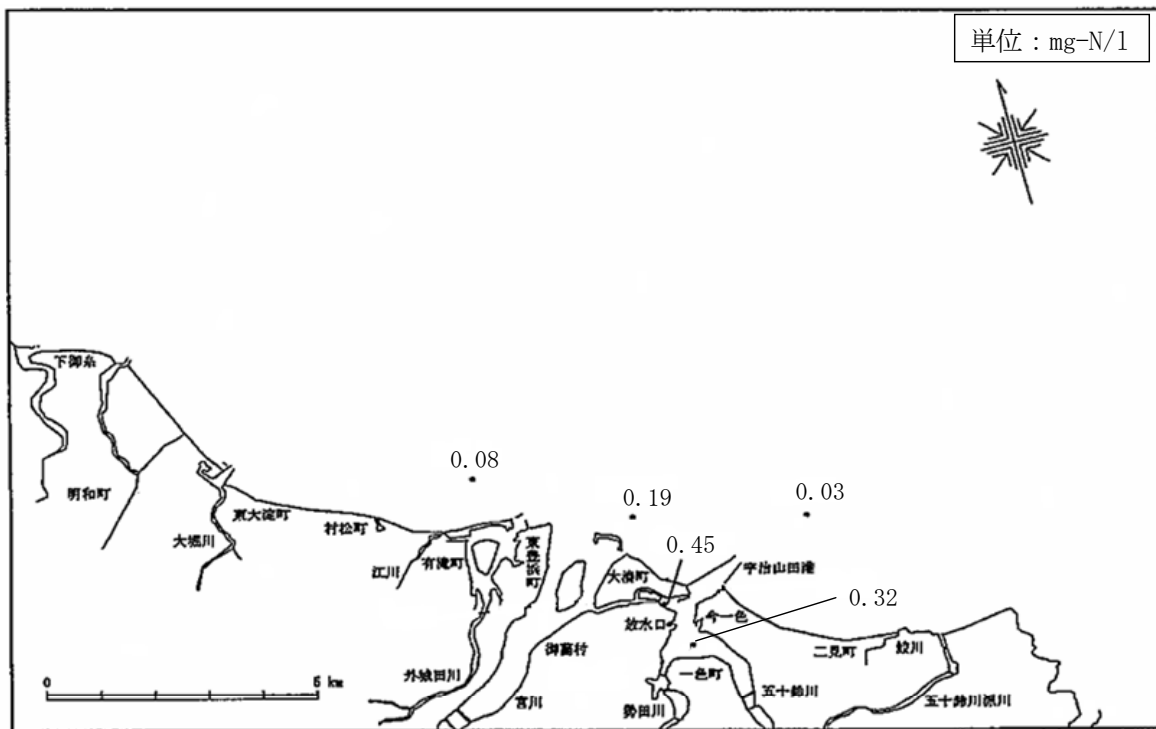 単位：mg-N/l
下御糸
0.08
0.19
0.03
明和町
東大淀町
村松町
大堀川
江川
有滝町
東豊浜町
大湊町
0.45
宇治山田港
0.32
今一色
放水口
御薗村
二見町
鮫川
外城田川
一色町
五十鈴川
五十鈴川派川
宮川
勢田川
0
5 km